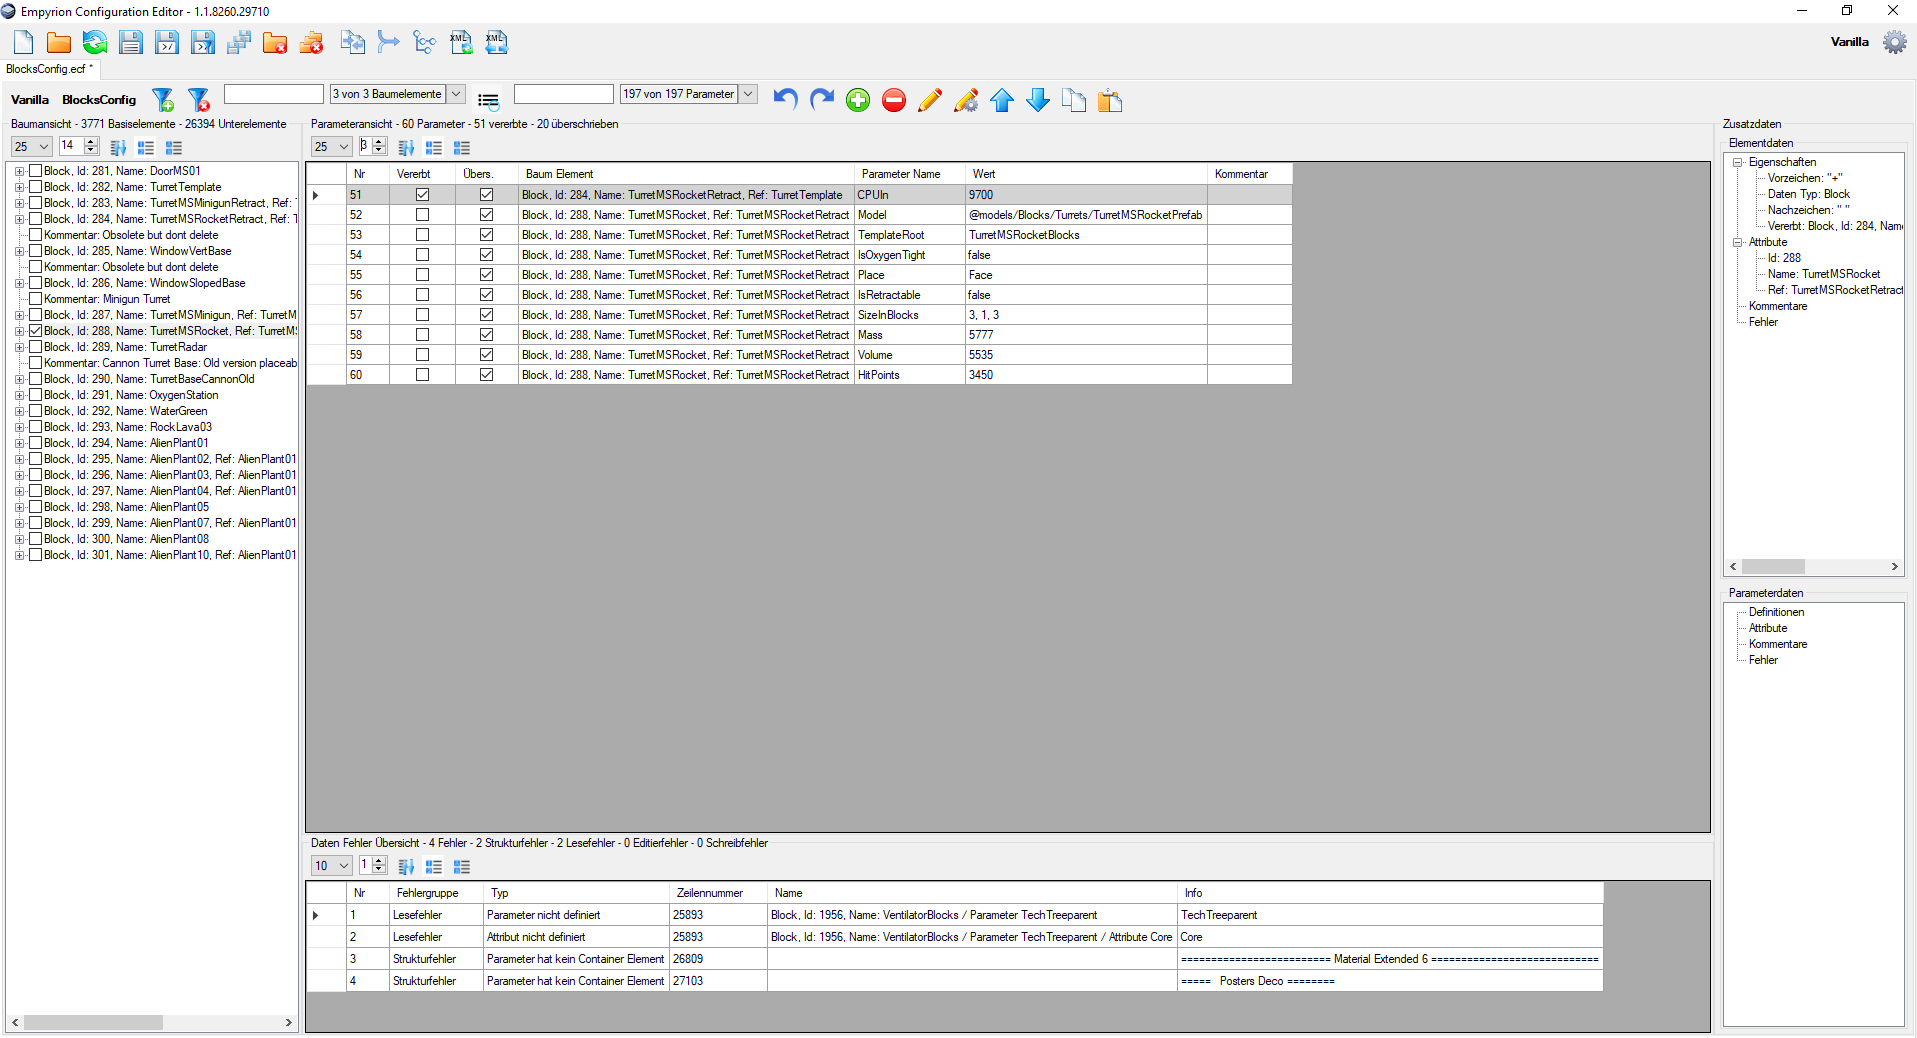 Empyrion Configuration Editor - 1.1.8260.29710
XML XML
Vanilla
BlocksConfig.ecf *
Vanilla BlocksConfig 3 von 3 Baumelemente 197 von 197 Parameter
Baumansicht - 3771 Basiselemente - 26394 Unterelemente
25 14
Block, Id: 281, Name: DoorMS01
Block, Id: 282, Name: TurretTemplate
Block, Id: 283, Name: TurretMSMinigunRetract, Ref: T
Block, Id: 284, Name: TurretMSRocketRetract, Ref: T
Kommentar: Obsolete but dont delete
Block, Id: 285, Name: WindowVertBase
Kommentar: Obsolete but dont delete
Block, Id: 286, Name: WindowSlopedBase
Kommentar: Minigun Turret
Block, Id: 287, Name: TurretMSMinigun, Ref: TurretM
Block, Id: 288, Name: TurretMSRocket, Ref: TurretMS
Block, Id: 289, Name: TurretRadar
Kommentar: Cannon Turret Base: Old version placeab
Block, Id: 290, Name: TurretBaseCannonOld
Block, Id: 291, Name: OxygenStation
Block, Id: 292, Name: WaterGreen
Block, Id: 293, Name: RockLava03
Block, Id: 294, Name: AlienPlant01
Block, Id: 295, Name: AlienPlant02, Ref: AlienPlant01
Block, Id: 296, Name: AlienPlant03, Ref: AlienPlant01
Block, Id: 297, Name: AlienPlant04, Ref: AlienPlant01
Block, Id: 298, Name: AlienPlant05
Block, Id: 299, Name: AlienPlant07, Ref: AlienPlant01
Block, Id: 300, Name: AlienPlant08
Block, Id: 301, Name: AlienPlant10, Ref: AlienPlant01
Parameteransicht - 60 Parameter - 51 vererbte - 20 überschrieben
25 3
Nr Vererbt Übers. Baum Element Parameter Name Wert Kommentar
51 Block, Id: 284, Name: TurretMSRocketRetract, Ref: TurretTemplate CPUIn 9700
52 Block, Id: 288, Name: TurretMSRocket, Ref: TurretMSRocketRetract Model @models/Blocks/Turrets/TurretMSRocketPrefab
53 Block, Id: 288, Name: TurretMSRocket, Ref: TurretMSRocketRetract TemplateRoot TurretMSRocketBlocks
54 Block, Id: 288, Name: TurretMSRocket, Ref: TurretMSRocketRetract IsOxygenTight false
55 Block, Id: 288, Name: TurretMSRocket, Ref: TurretMSRocketRetract Place Face
56 Block, Id: 288, Name: TurretMSRocket, Ref: TurretMSRocketRetract IsRetractable false
57 Block, Id: 288, Name: TurretMSRocket, Ref: TurretMSRocketRetract SizeInBlocks 3, 1, 3
58 Block, Id: 288, Name: TurretMSRocket, Ref: TurretMSRocketRetract Mass 5777
59 Block, Id: 288, Name: TurretMSRocket, Ref: TurretMSRocketRetract Volume 5535
60 Block, Id: 288, Name: TurretMSRocket, Ref: TurretMSRocketRetract HitPoints 3450
Daten Fehler Übersicht - 4 Fehler - 2 Strukturfehler - 2 Lesefehler - 0 Editierfehler - 0 Schreibfehler
10 1
Nr Fehlergruppe Typ Zeilennummer Name Info
1 Lesefehler Parameter nicht definiert 25893 Block, Id: 1956, Name: VentilatorBlocks / Parameter TechTreeparent TechTreeparent
2 Lesefehler Attribut nicht definiert 25893 Block, Id: 1956, Name: VentilatorBlocks / Parameter TechTreeparent / Attribute Core Core
3 Strukturfehler Parameter hat kein Container Element 26809 ========================= Material Extended 6 ============================
4 Strukturfehler Parameter hat kein Container Element 27103 ===== Posters Deco ========
Zusatzdaten
Elementdaten
Eigenschaften
Vorzeichen: "+"
Daten Typ: Block
Nachzeichen: " "
Vererbt: Block, Id: 284, Name
Attribute
Id: 288
Name: TurretMSRocket
Ref: TurretMSRocketRetract
Kommentare
Fehler
Parameterdaten
Definitionen
Attribute
Kommentare
Fehler